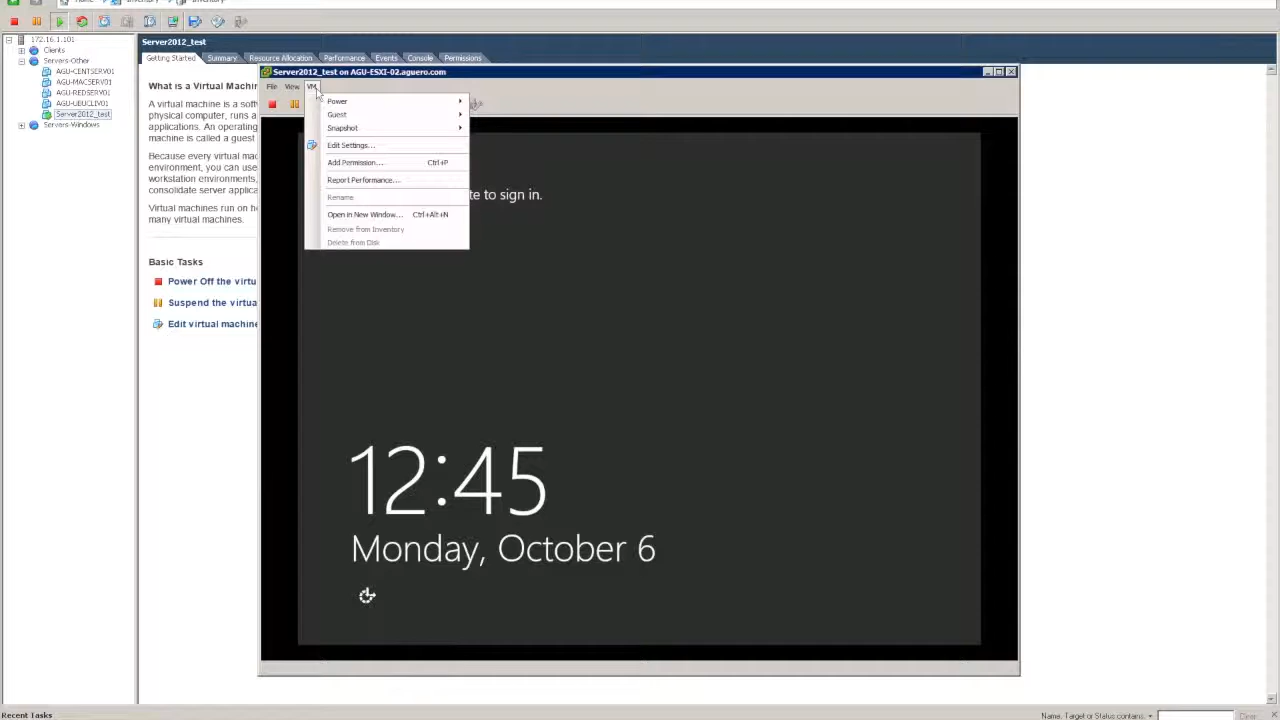 Home
Inventory
Inventory
172.16.1.101
Clients
Servers-Other
AGU-CENTSERV01
AGU-MACSERV01
AGU-REDSERV01
AGU-UBUCLIV01
Server2012_test
Servers-Windows
Server2012_test
Getting Started
Summary
Resource Allocation
Performance
Events
Console
Permissions
What is a Virtual Machin
A virtual machine is a soft
physical computer, runs a
applications. An operating
machine is called a guest
Because every virtual mac
environment, you can use
workstation environments,
consolidate server applica
Virtual machines run on ho
many virtual machines.
Basic Tasks
Power Off the virtu
Suspend the virtua
Edit virtual machine
Server2012_test on AGU-ESXI-02.aguero.com
File View VM
Power
Guest
Snapshot
Edit Settings...
Add Permission... Ctrl+P
Report Performance...
Rename
Open in New Window... Ctrl+Alt+N
Remove from Inventory
Delete from Disk
te to sign in.
12:45
Monday, October 6
Recent Tasks
Name, Target or Status contains:
Clear